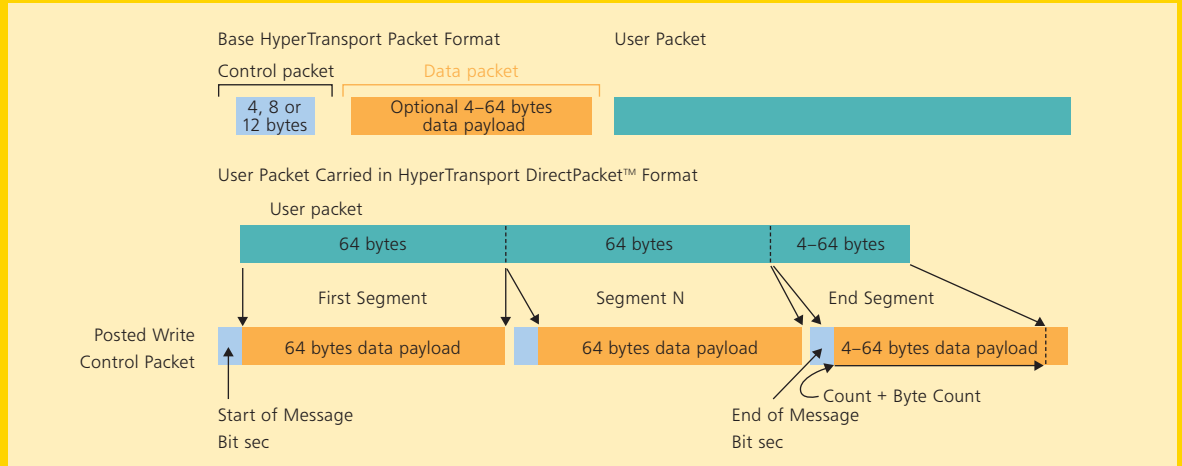 Base HyperTransport Packet Format
User Packet
Control packet
Data packet
4, 8 or
12 bytes
Optional 4–64 bytes
data payload
User Packet Carried in HyperTransport DirectPacket™ Format
User packet
64 bytes
64 bytes
4–64 bytes
First Segment
Segment N
End Segment
Posted Write
Control Packet
64 bytes data payload
64 bytes data payload
4–64 bytes data payload
Count + Byte Count
Start of Message
Bit sec
End of Message
Bit sec